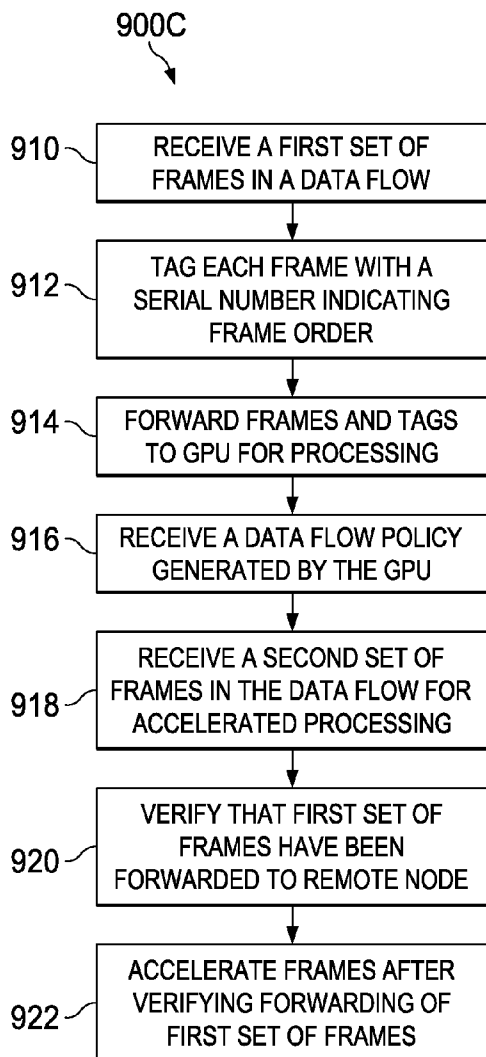 900C
910
RECEIVE A FIRST SET OF
FRAMES IN A DATA FLOW
912
TAG EACH FRAME WITH A
SERIAL NUMBER INDICATING
FRAME ORDER
914
FORWARD FRAMES AND TAGS
TO GPU FOR PROCESSING
916
RECEIVE A DATA FLOW POLICY
GENERATED BY THE GPU
918
RECEIVE A SECOND SET OF
FRAMES IN THE DATA FLOW FOR
ACCELERATED PROCESSING
920
VERIFY THAT FIRST SET OF
FRAMES HAVE BEEN
FORWARDED TO REMOTE NODE
922
ACCELERATE FRAMES AFTER
VERIFYING FORWARDING OF
FIRST SET OF FRAMES